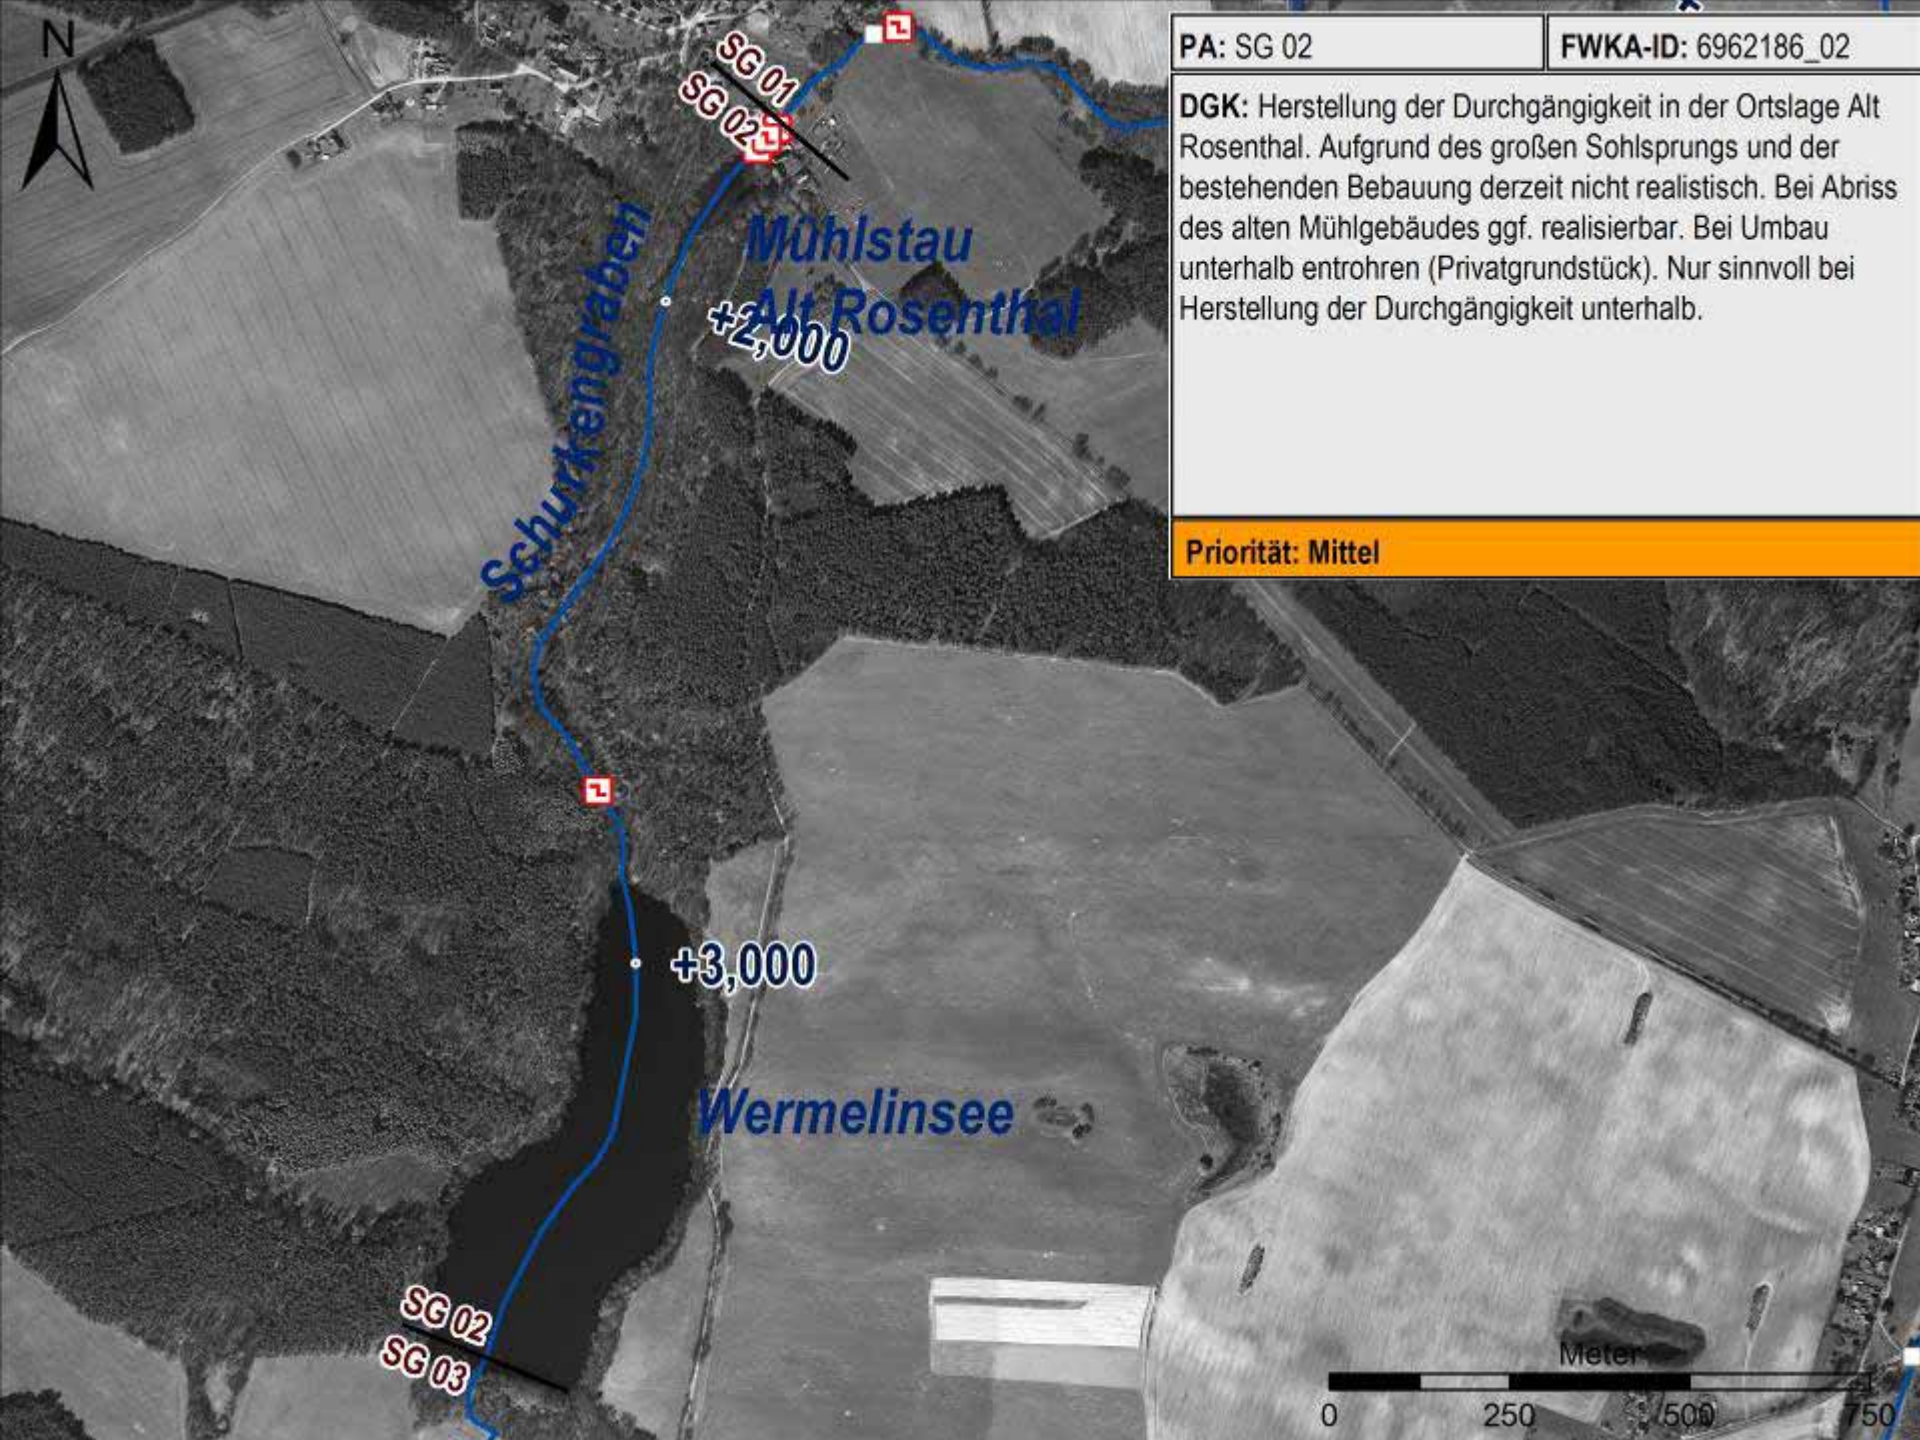 N
SG 01
SG 02
PA: SG 02
FWKA-ID: 6962186_02
DGK: Herstellung der Durchgängigkeit in der Ortslage Alt
Rosenthal. Aufgrund des großen Sohlsprungs und der
bestehenden Bebauung derzeit nicht realistisch. Bei Abriss
des alten Mühlgebäudes ggf. realisierbar. Bei Umbau
unterhalb entrohren (Privatgrundstück). Nur sinnvoll bei
Herstellung der Durchgängigkeit unterhalb.
Priorität: Mittel
Mühlstau
Alt Rosenthal
+2,000
Schurkengraben
+3,000
Wermelinsee
SG 02
SG 03
Meter
0 250 500 750